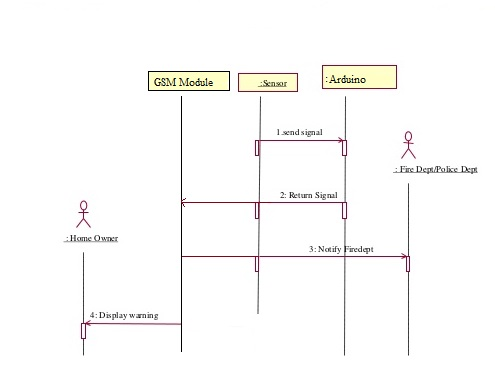 GSM Module
:Sensor
: Arduino
1.send signal
: Fire Dept/Police Dept
2: Return Signal
: Home Owner
3: Notify Firedept
4: Display warning